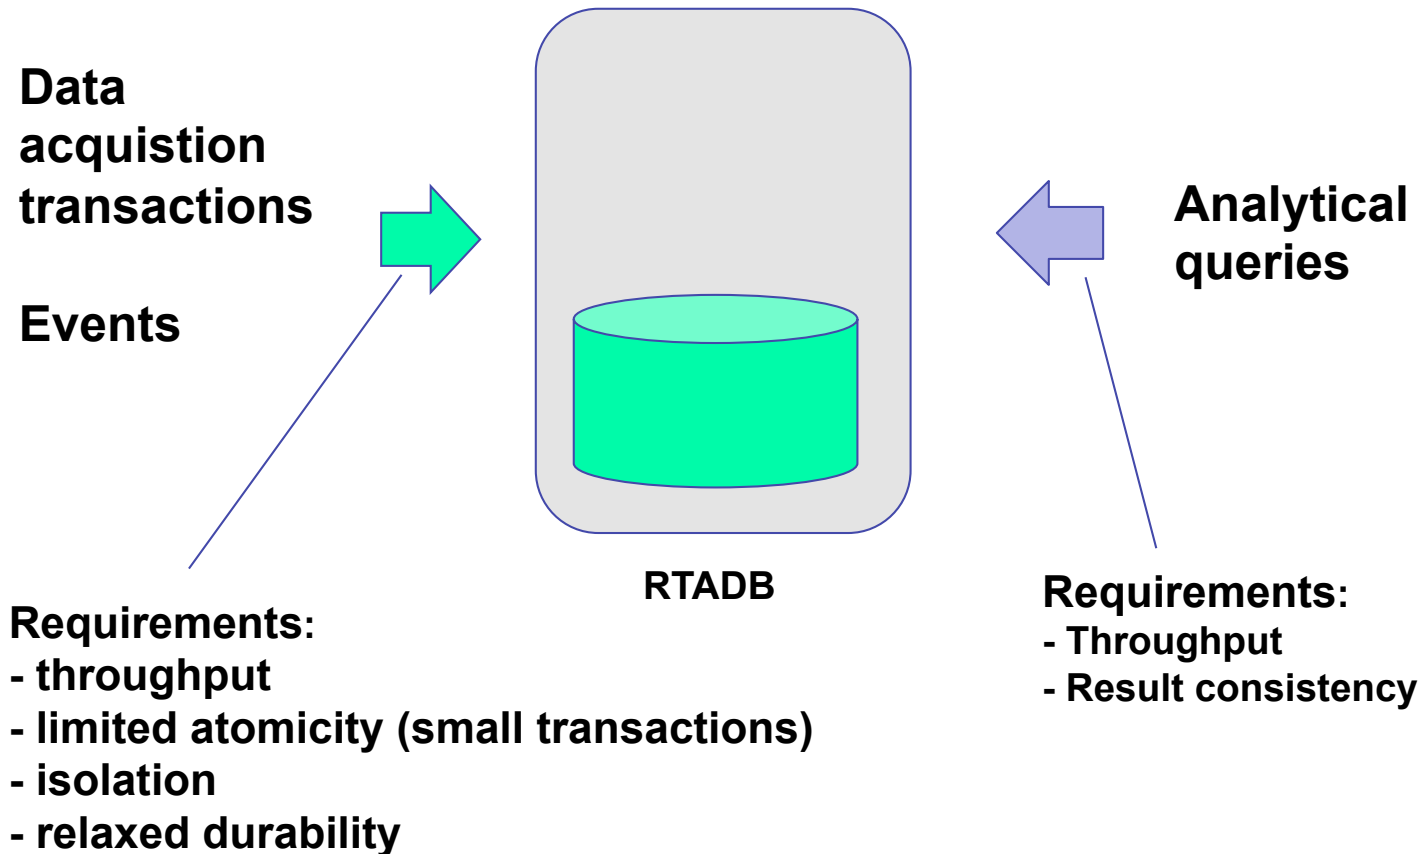 Data
acquistion
transactions
Events
Analytical
queries
RTADB
Requirements:
- throughput
- limited atomicity (small transactions)
- isolation
- relaxed durability
Requirements:
- Throughput
- Result consistency